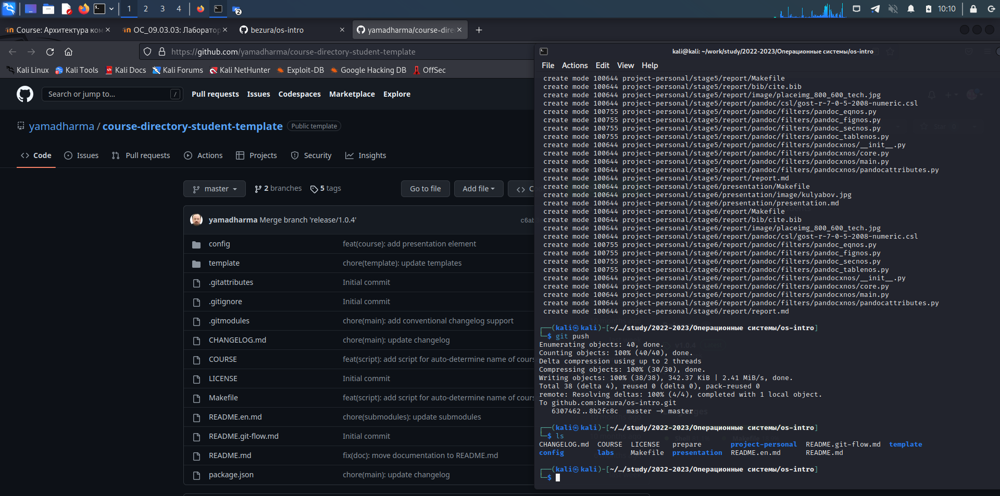 1 2 3 4 2 10:10
Course: Архитектура ком
ОС_09.03.03: Лаборатор
bezura/os-intro
yamadharma/course-dire
https://github.com/yamadharma/course-directory-student-template
Kali Linux Kali Tools Kali Docs Kali Forums Kali NetHunter Exploit-DB Google Hacking DB OffSec
Search or jump to... /
Pull requests Issues Codespaces Marketplace Explore
yamadharma / course-directory-student-template Public template
Code Issues Pull requests Actions Projects Security Insights
master 2 branches 5 tags Go to file Add file C
yamadharma Merge branch 'release/1.0.4' c6ab
config feat(course): add presentation element
template chore(template): update templates
.gitattributes Initial commit
.gitignore Initial commit
.gitmodules chore(main): add conventional changelog support
CHANGELOG.md chore(main): update changelog
COURSE feat(script): add script for auto-determine name of cours
LICENSE Initial commit
Makefile feat(script): add script for auto-determine name of cours
README.en.md chore(submodules): update submodules
README.git-flow.md Initial commit
README.md fix(doc): move documentation to README.md
package.json chore(main): update changelog
kali@kali: ~/work/study/2022-2023/Операционные системы/os-intro
File Actions Edit View Help
create mode 100644 project-personal/stage5/report/Makefile
create mode 100644 project-personal/stage5/report/bib/cite.bib
create mode 100644 project-personal/stage5/report/image/placeimg_800_600_tech.jpg
create mode 100644 project-personal/stage5/report/pandoc/csl/gost-r-7-0-5-2008-numeric.csl
create mode 100755 project-personal/stage5/report/pandoc/filters/pandoc_eqnos.py
create mode 100755 project-personal/stage5/report/pandoc/filters/pandoc_fignos.py
create mode 100755 project-personal/stage5/report/pandoc/filters/pandoc_secnos.py
create mode 100755 project-personal/stage5/report/pandoc/filters/pandoc_tablenos.py
create mode 100644 project-personal/stage5/report/pandoc/filters/pandocxnos/__init__.py
create mode 100644 project-personal/stage5/report/pandoc/filters/pandocxnos/core.py
create mode 100644 project-personal/stage5/report/pandoc/filters/pandocxnos/main.py
create mode 100644 project-personal/stage5/report/pandoc/filters/pandocxnos/pandocattributes.py
create mode 100644 project-personal/stage5/report/report.md
create mode 100644 project-personal/stage6/presentation/Makefile
create mode 100644 project-personal/stage6/presentation/image/kulyabov.jpg
create mode 100644 project-personal/stage6/presentation/presentation.md
create mode 100644 project-personal/stage6/report/Makefile
create mode 100644 project-personal/stage6/report/bib/cite.bib
create mode 100644 project-personal/stage6/report/image/placeimg_800_600_tech.jpg
create mode 100644 project-personal/stage6/report/pandoc/csl/gost-r-7-0-5-2008-numeric.csl
create mode 100755 project-personal/stage6/report/pandoc/filters/pandoc_eqnos.py
create mode 100755 project-personal/stage6/report/pandoc/filters/pandoc_fignos.py
create mode 100755 project-personal/stage6/report/pandoc/filters/pandoc_secnos.py
create mode 100755 project-personal/stage6/report/pandoc/filters/pandoc_tablenos.py
create mode 100644 project-personal/stage6/report/pandoc/filters/pandocxnos/__init__.py
create mode 100644 project-personal/stage6/report/pandoc/filters/pandocxnos/core.py
create mode 100644 project-personal/stage6/report/pandoc/filters/pandocxnos/main.py
create mode 100644 project-personal/stage6/report/pandoc/filters/pandocxnos/pandocattributes.py
create mode 100644 project-personal/stage6/report/report.md
┌──(kali㉿kali)-[~/…/study/2022-2023/Операционные системы/os-intro]
└─$ git push
Enumerating objects: 40, done.
Counting objects: 100% (40/40), done.
Delta compression using up to 2 threads
Compressing objects: 100% (30/30), done.
Writing objects: 100% (38/38), 342.37 KiB | 2.41 MiB/s, done.
Total 38 (delta 4), reused 0 (delta 0), pack-reused 0
remote: Resolving deltas: 100% (4/4), completed with 1 local object.
To github.com:bezura/os-intro.git
6307462..8b2fc8c master -> master
┌──(kali㉿kali)-[~/…/study/2022-2023/Операционные системы/os-intro]
└─$ ls
CHANGELOG.md COURSE LICENSE prepare project-personal README.git-flow.md template
config labs Makefile presentation README.en.md README.md
┌──(kali㉿kali)-[~/…/study/2022-2023/Операционные системы/os-intro]
└─$